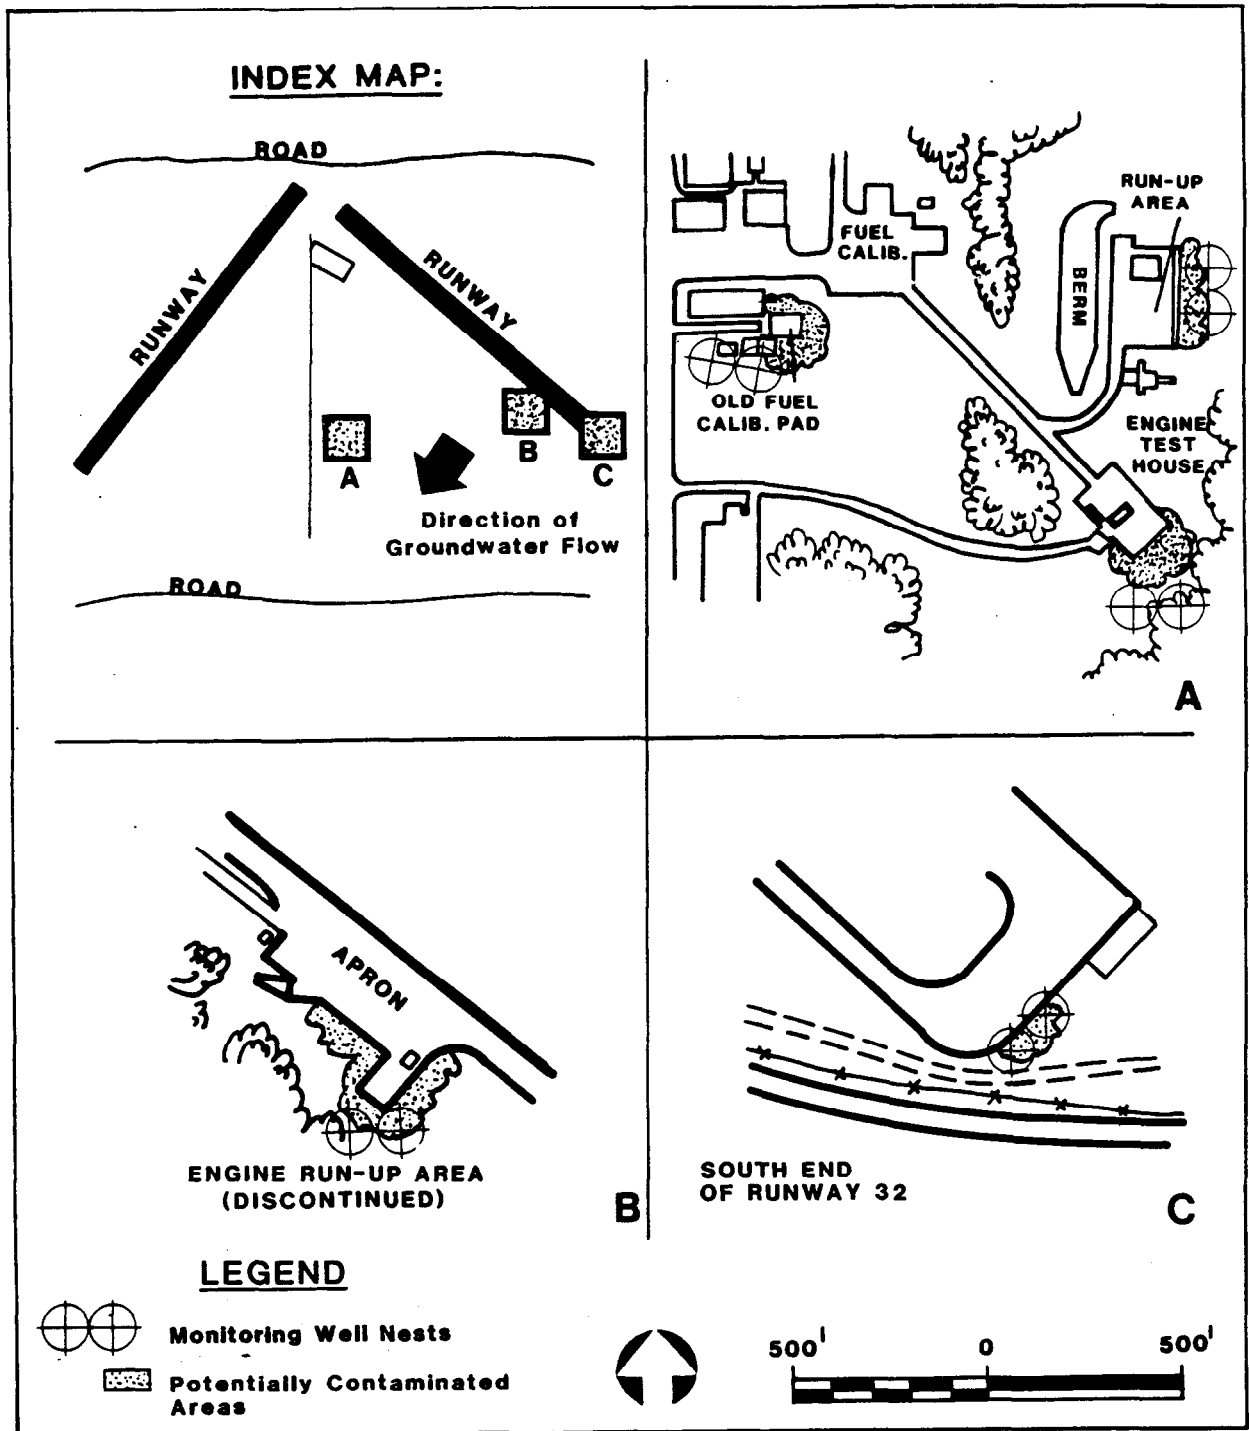 INDEX MAP:
ROAD
RUNWAY
RUNWAY
A
B
C
Direction of
Groundwater Flow
ROAD
RUN-UP
AREA
FUEL
CALIB.
BERM
OLD FUEL
CALIB. PAD
ENGINE
TEST
HOUSE
A
APRON
ENGINE RUN-UP AREA
(DISCONTINUED)
B
SOUTH END
OF RUNWAY 32
C
LEGEND
Monitoring Well Nests
Potentially Contaminated
Areas
500' 0 500'